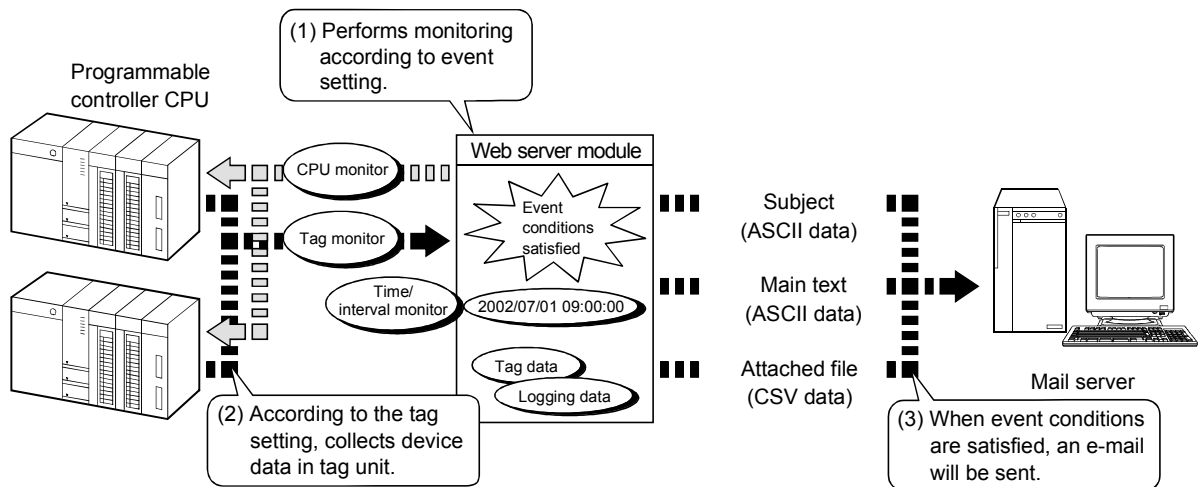 (1) Performs monitoring
according to event
setting.
Programmable
controller CPU
Web server module
CPU monitor
Event
conditions
satisfied
Tag monitor
Time/
interval monitor
2002/07/01 09:00:00
Tag data
Logging data
Subject
(ASCII data)
Main text
(ASCII data)
Attached file
(CSV data)
Mail server
(2) According to the tag
setting, collects device
data in tag unit.
(3) When event conditions
are satisfied, an e-mail
will be sent.